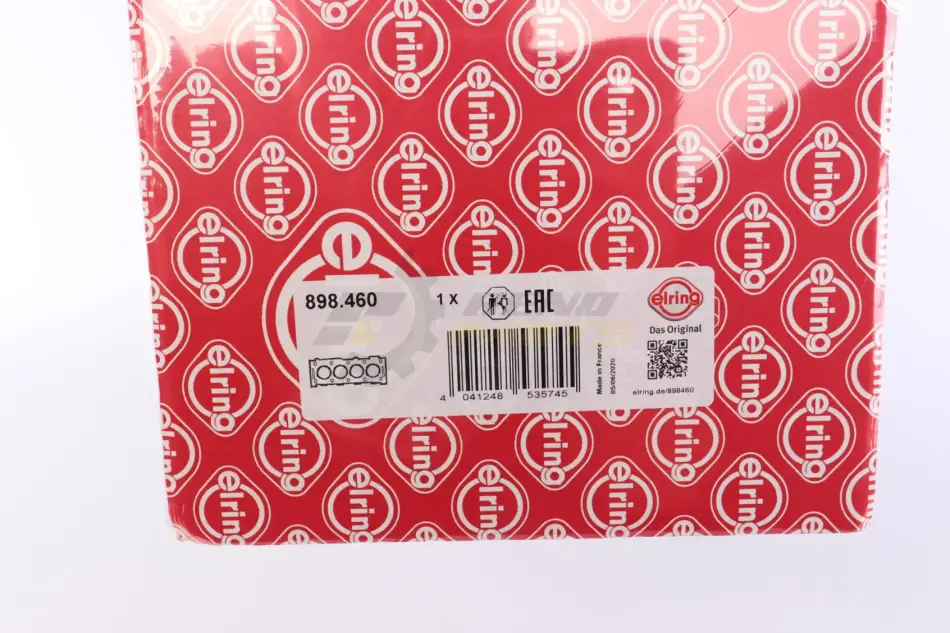 898.460
1 x
EAC
elring
Das Original
4 041248 535745
Made in France
05/06/2020
elring.de/898460